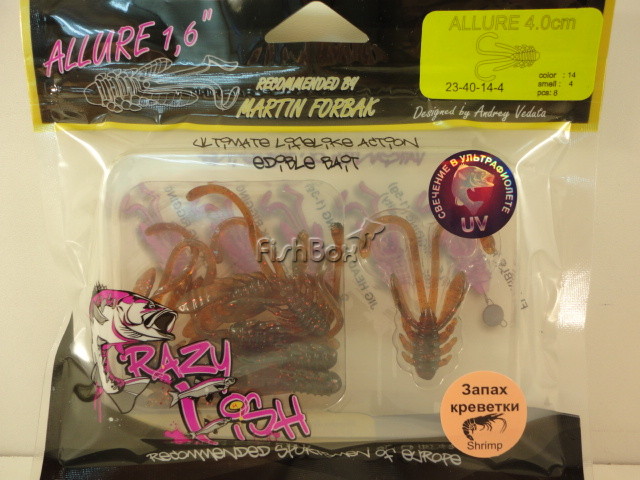 ALLURE 1,6"
RECOMMENDED BY
MARTIN FORBAK
ALLURE 4.0cm
23-40-14-4
color : 14
smell : 4
pcs: 8
Designed by Andrey Veduta
ULTIMATE LIFELIKE ACTION
EDIBLE BAIT
СВЕЧЕНИЕ В УЛЬТРАФИОЛЕТЕ
UV
FishBox
CRAZY
FISH
Запах
креветки
Shrimp
RECOMMENDED SPORTSMEN OF EUROPE